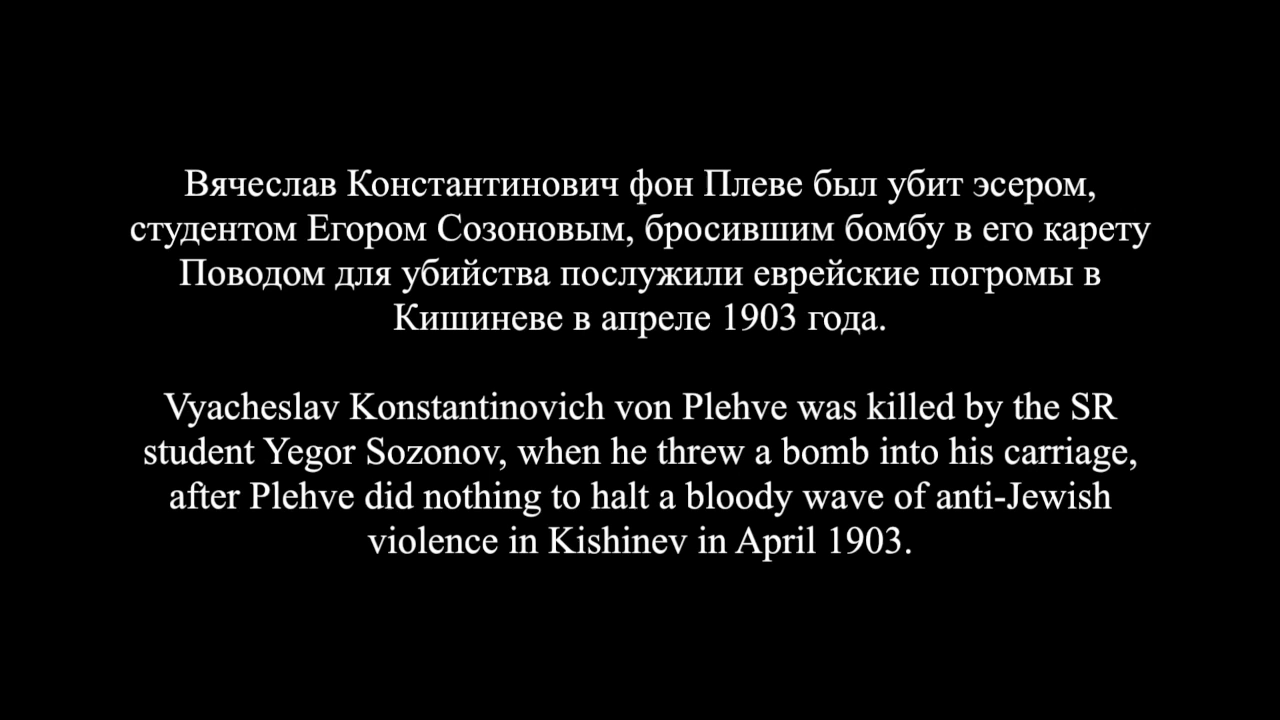 Вячеслав Константинович фон Плеве был убит эсером,
студентом Егором Созоновым, бросившим бомбу в его карету
Поводом для убийства послужили еврейские погромы в
Кишиневе в апреле 1903 года.
Vyacheslav Konstantinovich von Plehve was killed by the SR
student Yegor Sozonov, when he threw a bomb into his carriage,
after Plehve did nothing to halt a bloody wave of anti-Jewish
violence in Kishinev in April 1903.